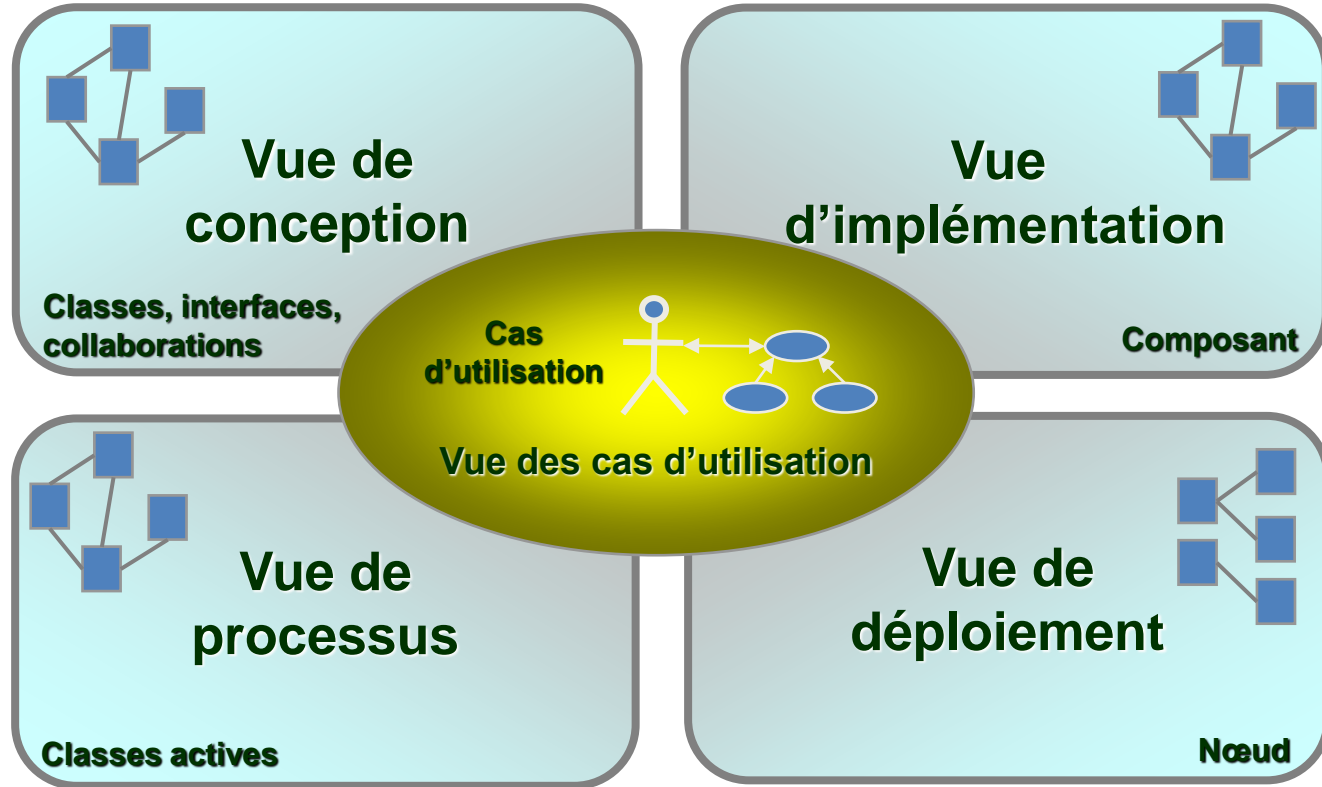 Vue de
conception
Classes, interfaces,
collaborations
Vue
d’implémentation
Composant
Cas
d’utilisation
Vue des cas d’utilisation
Vue de
processus
Classes actives
Vue de
déploiement
Nœud